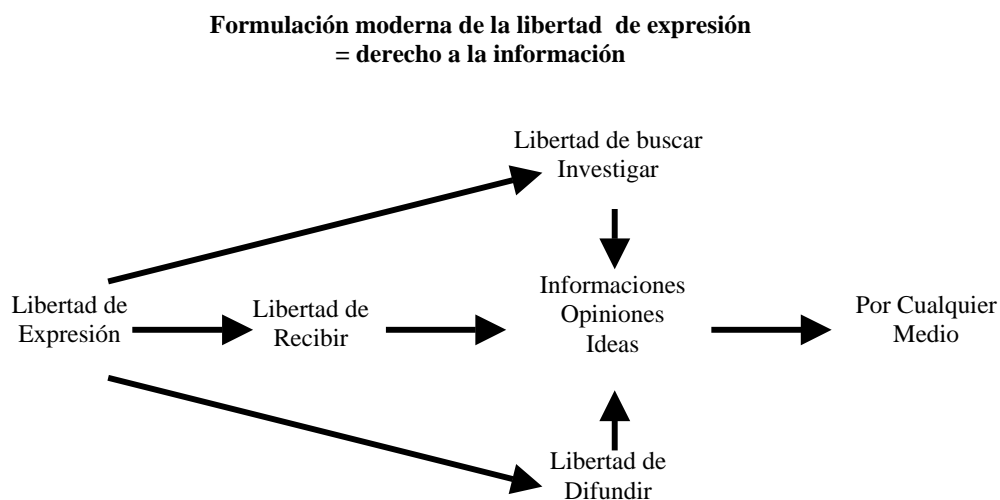 Formulación moderna de la libertad de expresión
= derecho a la información
Libertad de buscar
Investigar
Libertad de
Expresión
Libertad de
Recibir
Informaciones
Opiniones
Ideas
Por Cualquier
Medio
Libertad de
Difundir